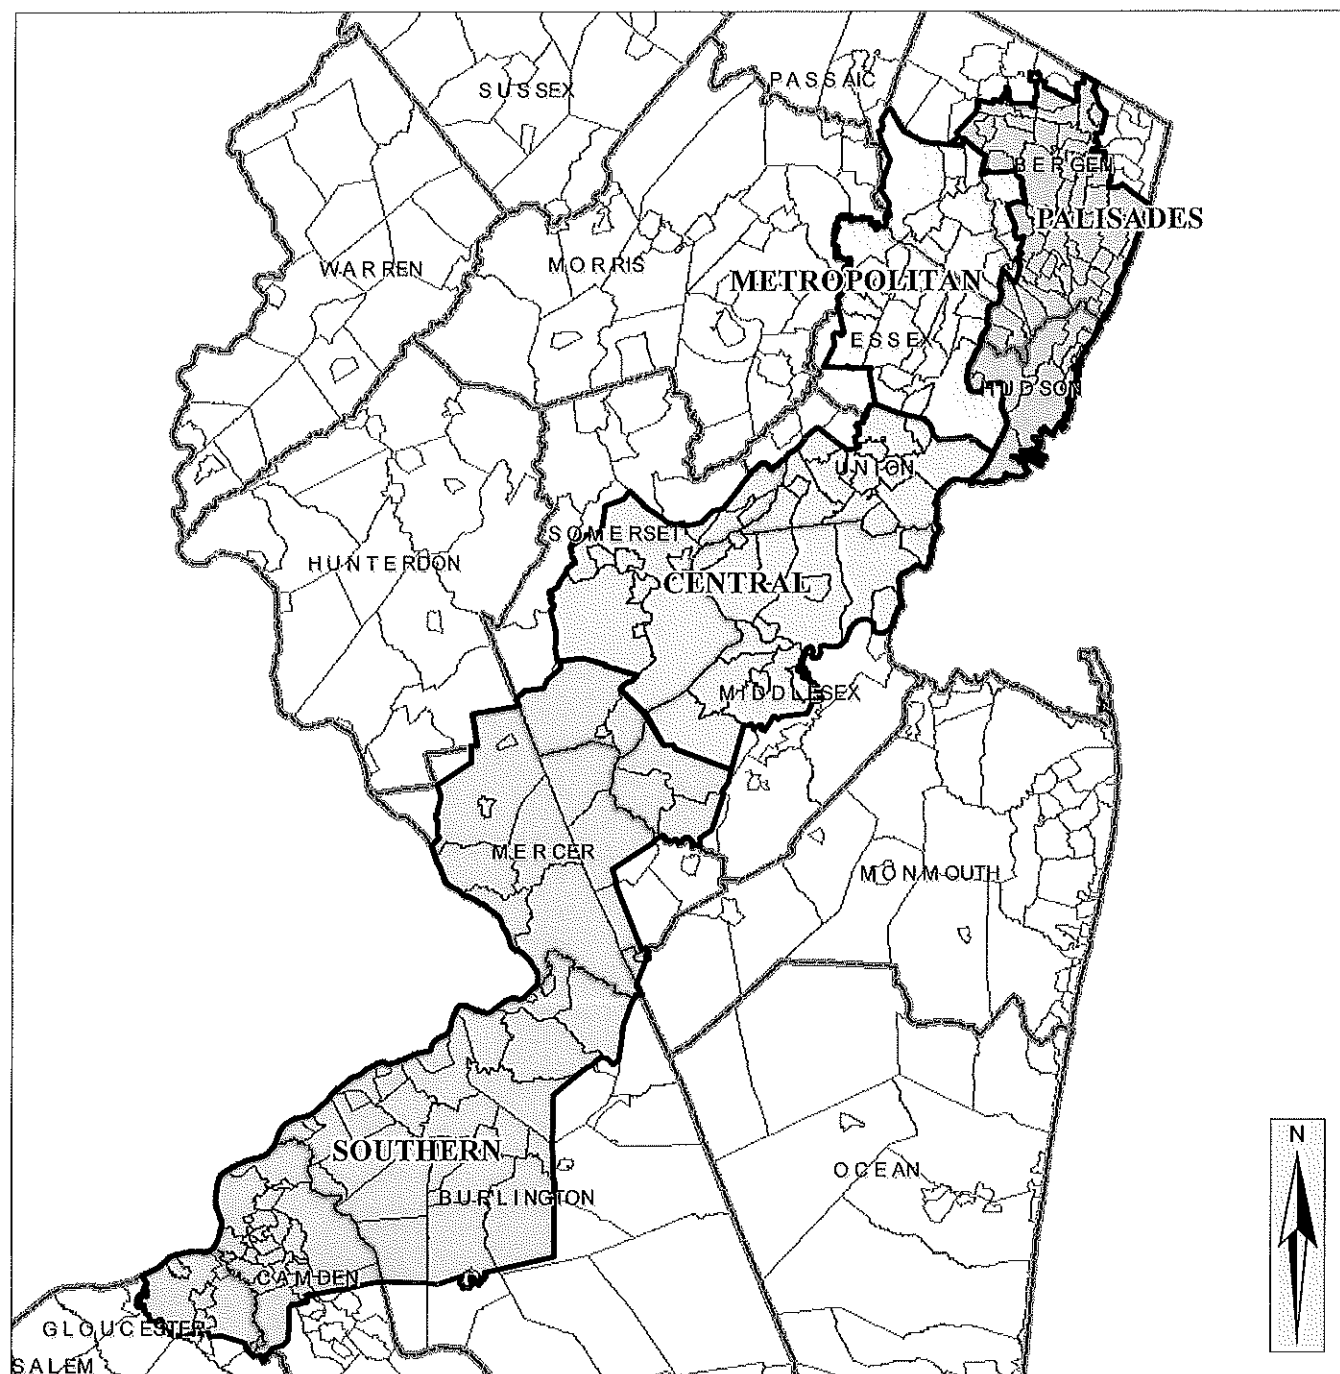 PASSAIC
SUSSEX
BERGEN
PALISADES
WARREN
MORRIS
METROPOLITAN
ESSEX
HUDSON
UNION
SOMERSET
HUNTERDON
CENTRAL
MIDDLESEX
MERCER
MONMOUTH
N
SOUTHERN
OCEAN
BURLINGTON
CAMDEN
GLOUCESTER
SALEM